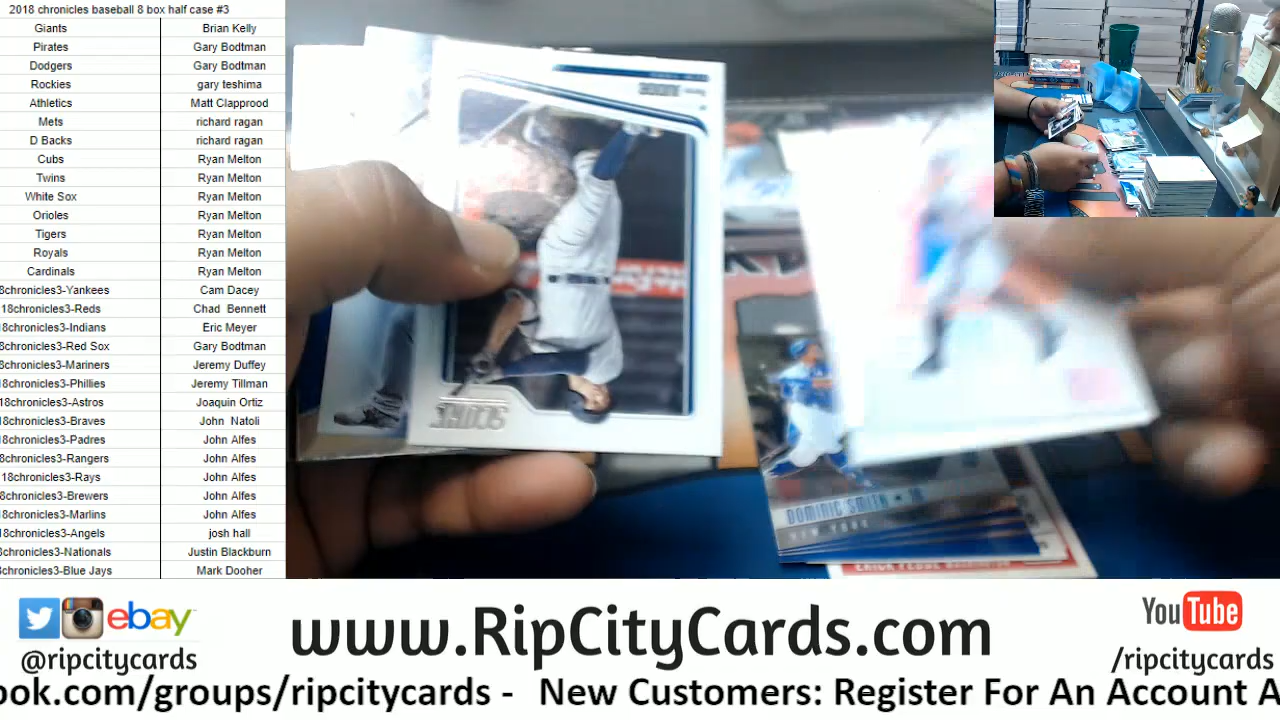 2018 chronicles baseball 8 box half case #3
Giants Brian Kelly
Pirates Gary Bodtman
Dodgers Gary Bodtman
Rockies gary teshima
Athletics Matt Clapprood
Mets richard ragan
D Backs richard ragan
Cubs Ryan Melton
Twins Ryan Melton
White Sox Ryan Melton
Orioles Ryan Melton
Tigers Ryan Melton
Royals Ryan Melton
Cardinals Ryan Melton
8chronicles3-Yankees Cam Dacey
18chronicles3-Reds Chad Bennett
18chronicles3-Indians Eric Meyer
8chronicles3-Red Sox Gary Bodtman
8chronicles3-Mariners Jeremy Duffey
8chronicles3-Phillies Jeremy Tillman
18chronicles3-Astros Joaquin Ortiz
8chronicles3-Braves John Natoli
8chronicles3-Padres John Alfes
8chronicles3-Rangers John Alfes
18chronicles3-Rays John Alfes
8chronicles3-Brewers John Alfes
18chronicles3-Marlins John Alfes
18chronicles3-Angels josh hall
8chronicles3-Nationals Justin Blackburn
8chronicles3-Blue Jays Mark Dooher
JUDGE
SCORE
DOMINIC SMITH • 1B
NEW YORK
ebay
@ripcitycards
www.RipCityCards.com
YouTube
/ripcitycards
ook.com/groups/ripcitycards - New Customers: Register For An Account A